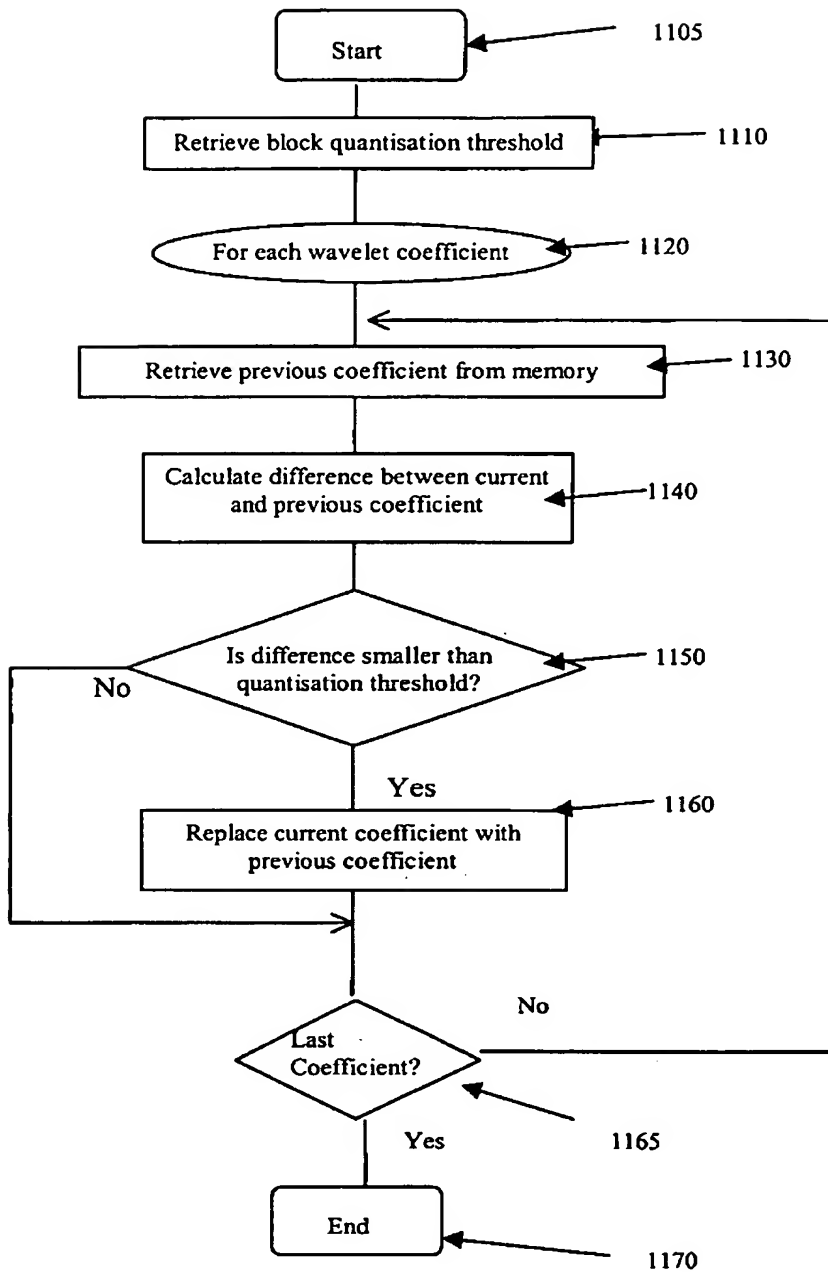 Start
1105
Retrieve block quantisation threshold
1110
For each wavelet coefficient
1120
Retrieve previous coefficient from memory
1130
Calculate difference between current
and previous coefficient
1140
Is difference smaller than
quantisation threshold?
1150
No
Yes
1160
Replace current coefficient with
previous coefficient
No
Last
Coefficient?
1165
Yes
End
1170